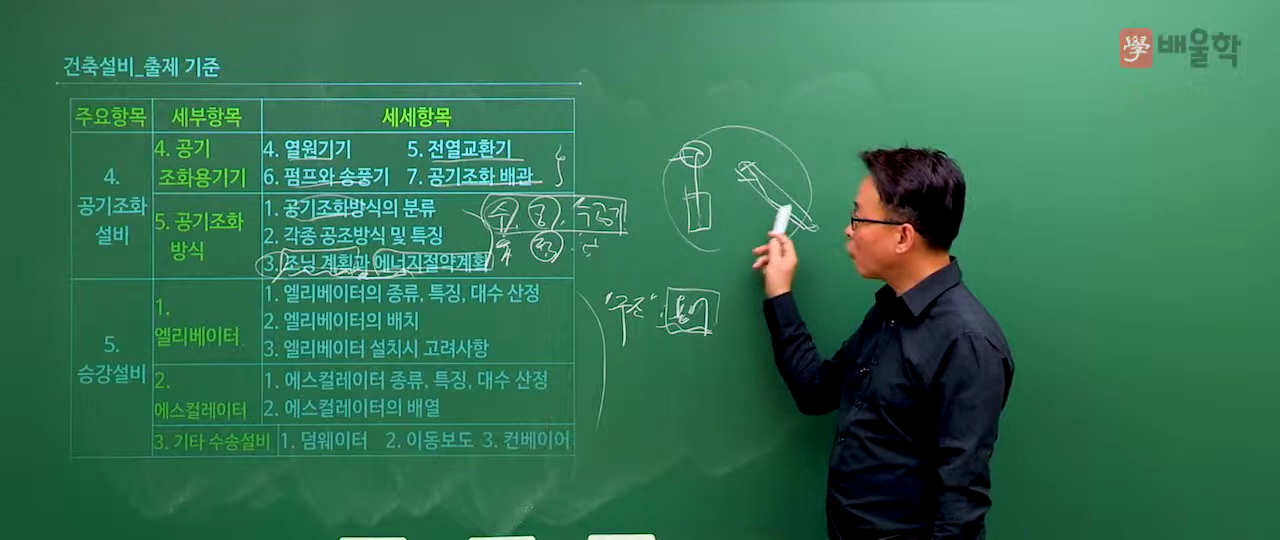 건축설비_출제 기준
學 배울학
주요항목 세부항목 세세항목
4. 공기조화 설비
4. 공기 조화용기기
4. 열원기기 5. 전열교환기
6. 펌프와 송풍기 7. 공기조화 배관
5. 공기조화 방식
1. 공기조화방식의 분류
2. 각종 공조방식 및 특징
3. 조닝 계획과 에너지절약계획
5. 승강설비
1. 엘리베이터
1. 엘리베이터의 종류, 특징, 대수 산정
2. 엘리베이터의 배치
3. 엘리베이터 설치시 고려사항
2. 에스컬레이터
1. 에스컬레이터 종류, 특징, 대수 산정
2. 에스컬레이터의 배열
3. 기타 수송설비 1. 덤웨이터 2. 이동보도 3. 컨베이어
"구조"